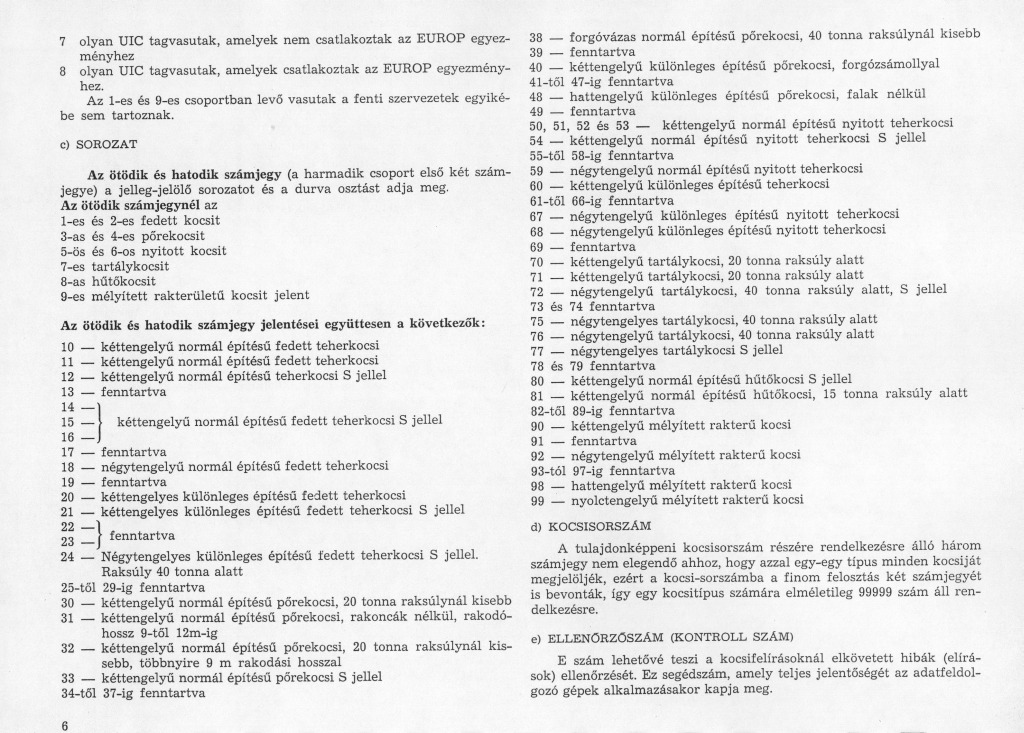 7 olyan UIC tagvasutak, amelyek nem csatlakoztak az EUROP egyez-
ményhez
8 olyan UIC tagvasutak, amelyek csatlakoztak az EUROP egyezmény-
hez.
Az 1-es és 9-es csoportban levő vasutak a fenti szervezetek egyiké-
be sem tartoznak.
c) SOROZAT
Az ötödik és hatodik számjegy (a harmadik csoport első két szám-
jegye) a jelleg-jelölő sorozatot és a durva osztást adja meg.
Az ötödik számjegynél az
1-es és 2-es fedett kocsit
3-as és 4-es pőrekocsit
5-ös és 6-os nyitott kocsit
7-es tartálykocsit
8-as hűtőkocsit
9-es mélyített rakterületű kocsit jelent
Az ötödik és hatodik számjegy jelentései együttesen a következők:
10 — kéttengelyű normál építésű fedett teherkocsi
11 — kéttengelyű normál építésű fedett teherkocsi
12 — kéttengelyű normál építésű teherkocsi S jellel
13 — fenntartva
14 —
15 — } kéttengelyű normál építésű fedett teherkocsi S jellel
16 —
17 — fenntartva
18 — négytengelyű normál építésű fedett teherkocsi
19 — fenntartva
20 — kéttengelyes különleges építésű fedett teherkocsi
21 — kéttengelyes különleges építésű fedett teherkocsi S jellel
22 —
23 — } fenntartva
24 — Négytengelyes különleges építésű fedett teherkocsi S jellel.
Raksúly 40 tonna alatt
25-től 29-ig fenntartva
30 — kéttengelyű normál építésű pőrekocsi, 20 tonna raksúlynál kisebb
31 — kéttengelyű normál építésű pőrekocsi, rakoncák nélkül, rakodó-
hossz 9-től 12m-ig
32 — kéttengelyű normál építésű pőrekocsi, 20 tonna raksúlynál kis-
sebb, többnyire 9 m rakodási hosszal
33 — kéttengelyű normál építésű pőrekocsi S jellel
34-től 37-ig fenntartva
6
38 — forgóvázas normál építésű pőrekocsi, 40 tonna raksúlynál kisebb
39 — fenntartva
40 — kéttengelyű különleges építésű pőrekocsi, forgózsámollyal
41-től 47-ig fenntartva
48 — hattengelyű különleges építésű pőrekocsi, falak nélkül
49 — fenntartva
50, 51, 52 és 53 — kéttengelyű normál építésű nyitott teherkocsi
54 — kéttengelyű normál építésű nyitott teherkocsi S jellel
55-től 58-ig fenntartva
59 — négytengelyű normál építésű nyitott teherkocsi
60 — kéttengelyű különleges építésű teherkocsi
61-től 66-ig fenntartva
67 — négytengelyű különleges építésű nyitott teherkocsi
68 — négytengelyű különleges építésű nyitott teherkocsi
69 — fenntartva
70 — kéttengelyű tartálykocsi, 20 tonna raksúly alatt
71 — kéttengelyű tartálykocsi, 20 tonna raksúly alatt
72 — négytengelyű tartálykocsi, 40 tonna raksúly alatt, S jellel
73 és 74 fenntartva
75 — négytengelyes tartálykocsi, 40 tonna raksúly alatt
76 — négytengelyű tartálykocsi, 40 tonna raksúly alatt
77 — négytengelyes tartálykocsi S jellel
78 és 79 fenntartva
80 — kéttengelyű normál építésű hűtőkocsi S jellel
81 — kéttengelyű normál építésű hűtőkocsi, 15 tonna raksúly alatt
82-től 89-ig fenntartva
90 — kéttengelyű mélyített rakterű kocsi
91 — fenntartva
92 — négytengelyű mélyített rakterű kocsi
93-tól 97-ig fenntartva
98 — hattengelyű mélyített rakterű kocsi
99 — nyolctengelyű mélyített rakterű kocsi
d) KOCSISORSZÁM
A tulajdonképpeni kocsisorszám részére rendelkezésre álló három
számjegy nem elegendő ahhoz, hogy azzal egy-egy típus minden kocsiját
megjelöljék, ezért a kocsi-sorszámba a finom felosztás két számjegyét
is bevonták, így egy kocsitípus számára elméletileg 99999 szám áll ren-
delkezésre.
e) ELLENŐRZŐSZÁM (KONTROLL SZÁM)
E szám lehetővé teszi a kocsifelírásoknál elkövetett hibák (elírá-
sok) ellenőrzését. Ez segédszám, amely teljes jelentőségét az adatfeldol-
gozó gépek alkalmazásakor kapja meg.